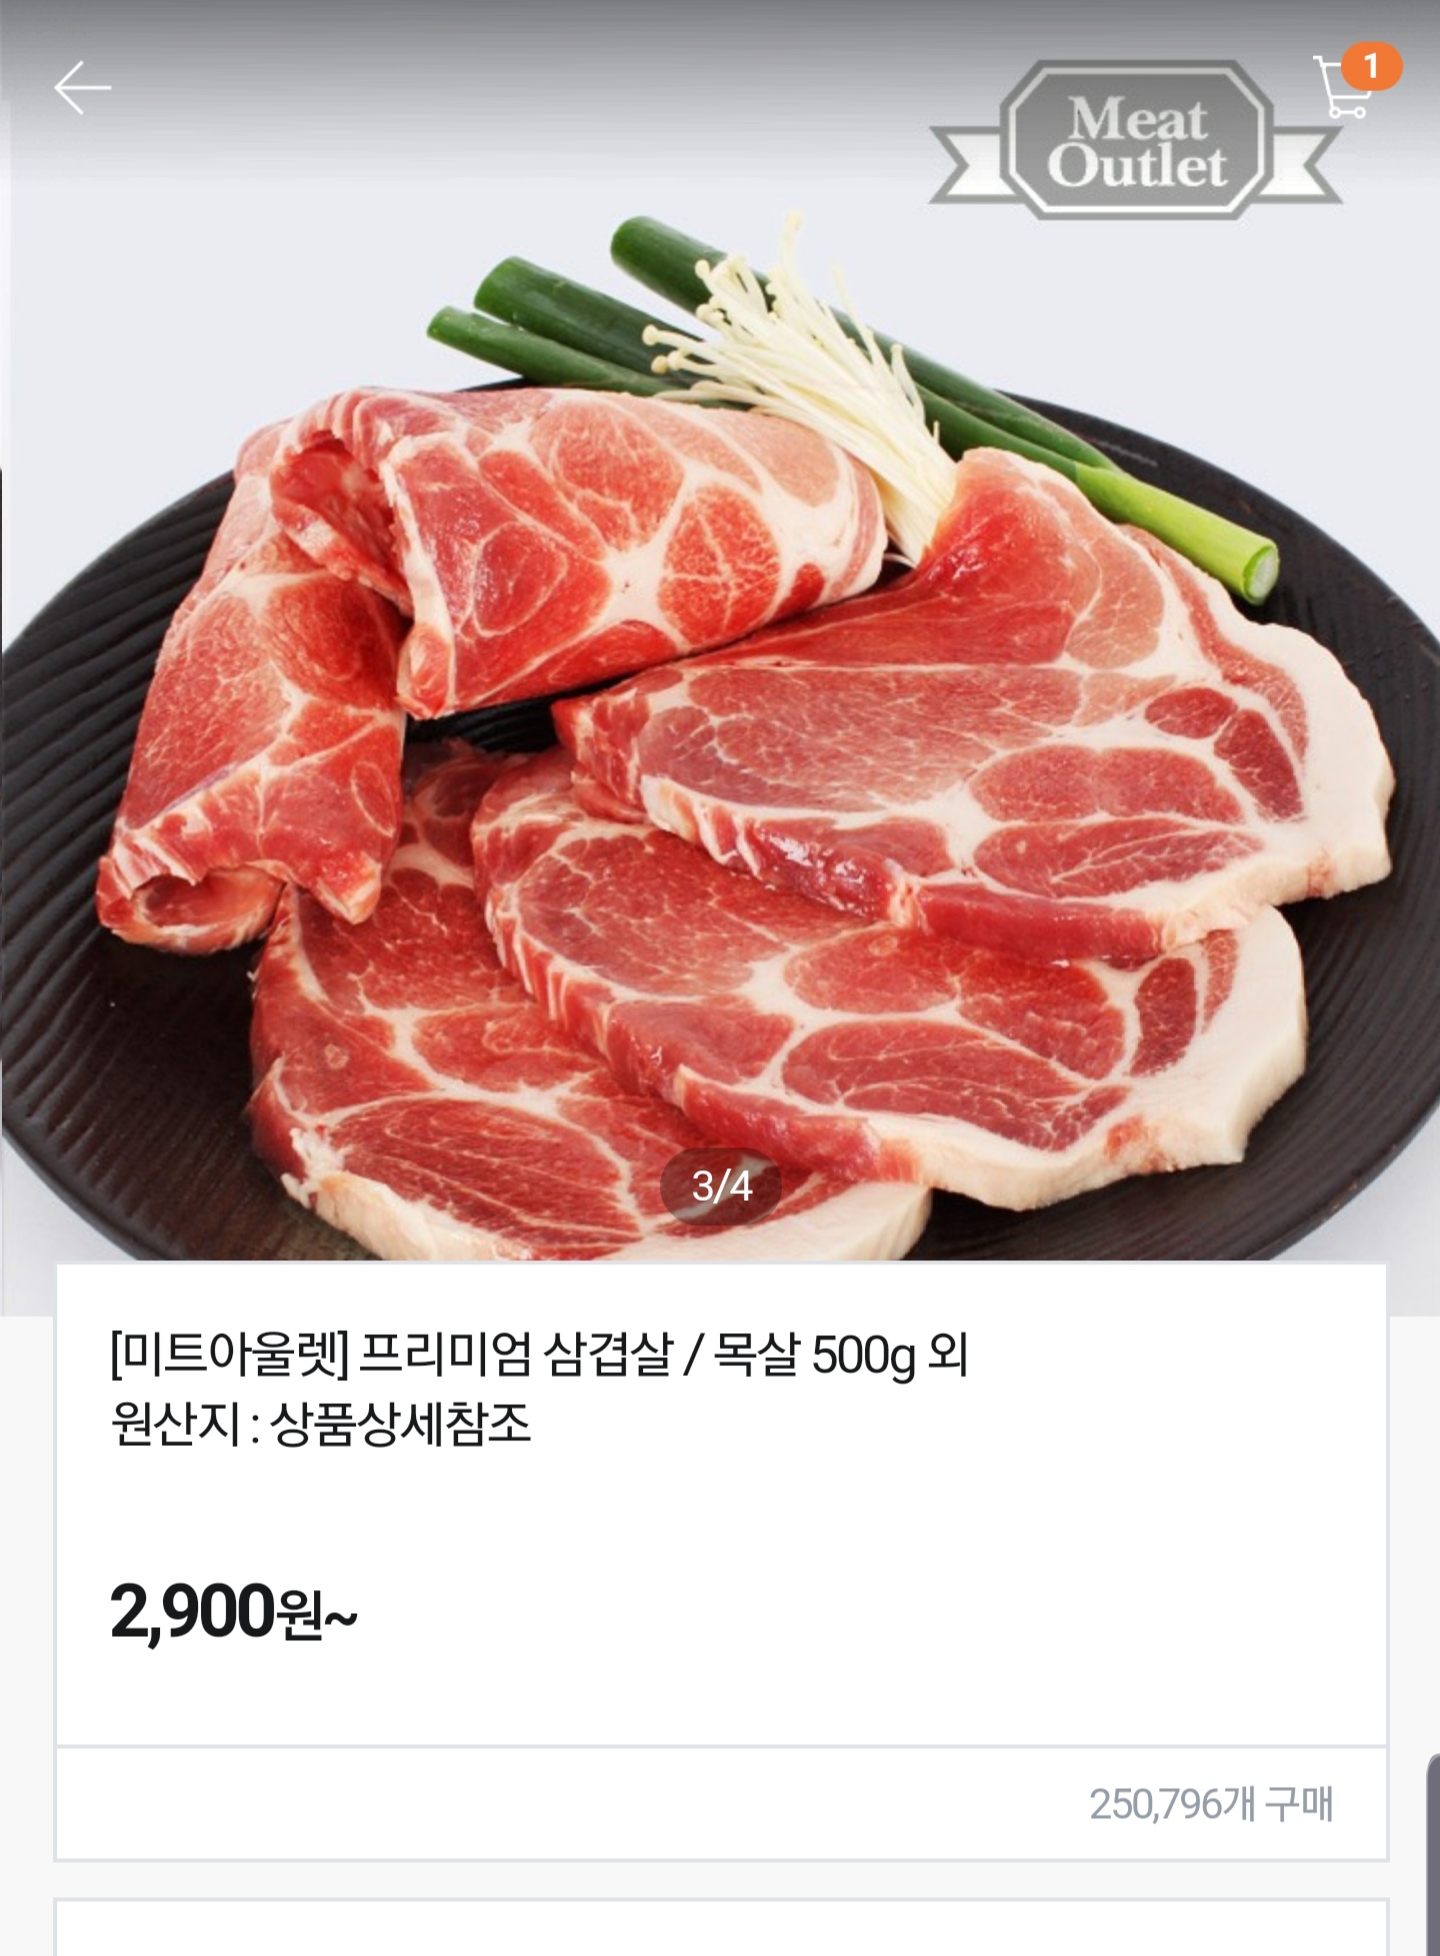 1
Meat
Outlet
3/4
[미트아울렛] 프리미엄 삼겹살 / 목살 500g 외
원산지 : 상품상세참조
2,900원~
250,796개 구매